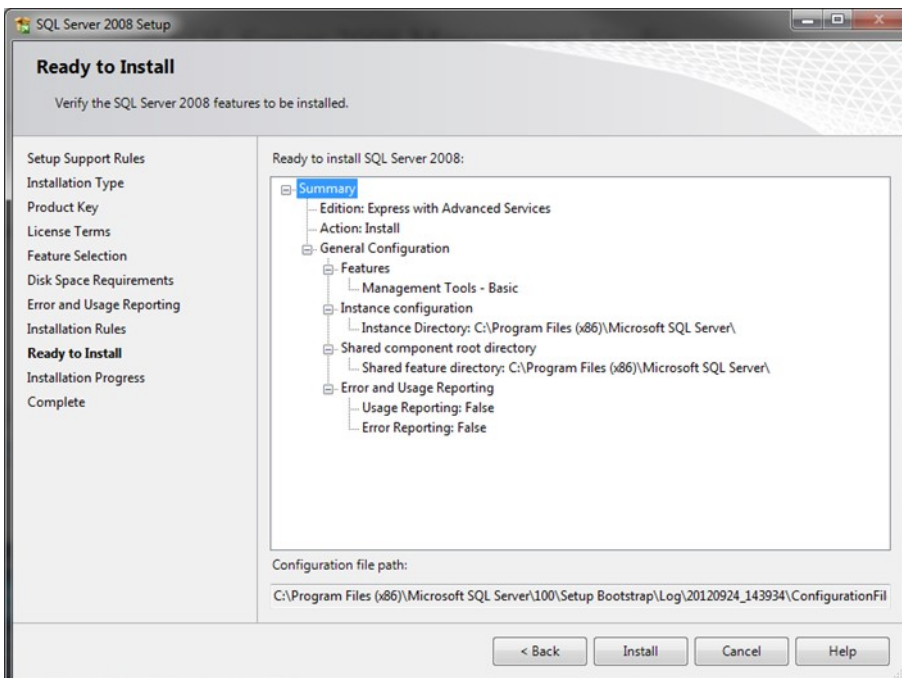 SQL Server 2008 Setup
Ready to Install
Verify the SQL Server 2008 features to be installed.
Setup Support Rules
Installation Type
Product Key
License Terms
Feature Selection
Disk Space Requirements
Error and Usage Reporting
Installation Rules
Ready to Install
Installation Progress
Complete
Ready to install SQL Server 2008:
Summary
Edition: Express with Advanced Services
Action: Install
General Configuration
Features
Management Tools - Basic
Instance configuration
Instance Directory: C:\Program Files (x86)\Microsoft SQL Server\
Shared component root directory
Shared feature directory: C:\Program Files (x86)\Microsoft SQL Server\
Error and Usage Reporting
Usage Reporting: False
Error Reporting: False
Configuration file path:
C:\Program Files (x86)\Microsoft SQL Server\100\Setup Bootstrap\Log\20120924_143934\ConfigurationFil
< Back
Install
Cancel
Help